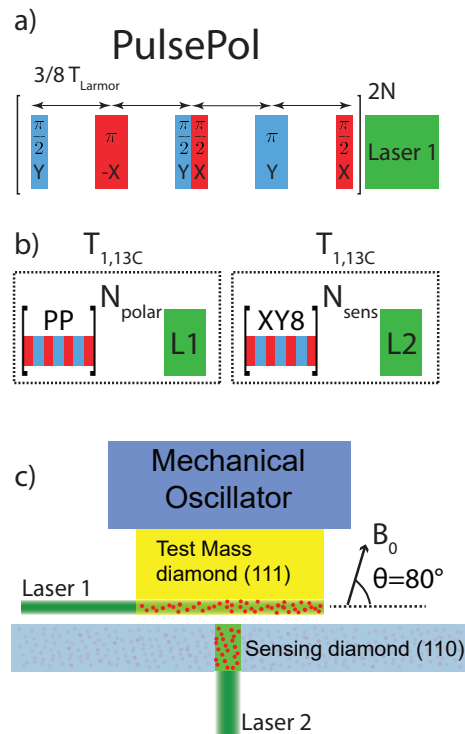 a)
PulsePol
3/8 T_Larmor
π/2 π π/2 π/2 π π/2
Y -X Y X Y X
2N
Laser 1
b)
T_1,13C T_1,13C
PP N_polar L1 XY8 N_sens L2
c)
Mechanical
Oscillator
Test Mass
diamond (111)
B_0
θ=80°
Laser 1
Sensing diamond (110)
Laser 2